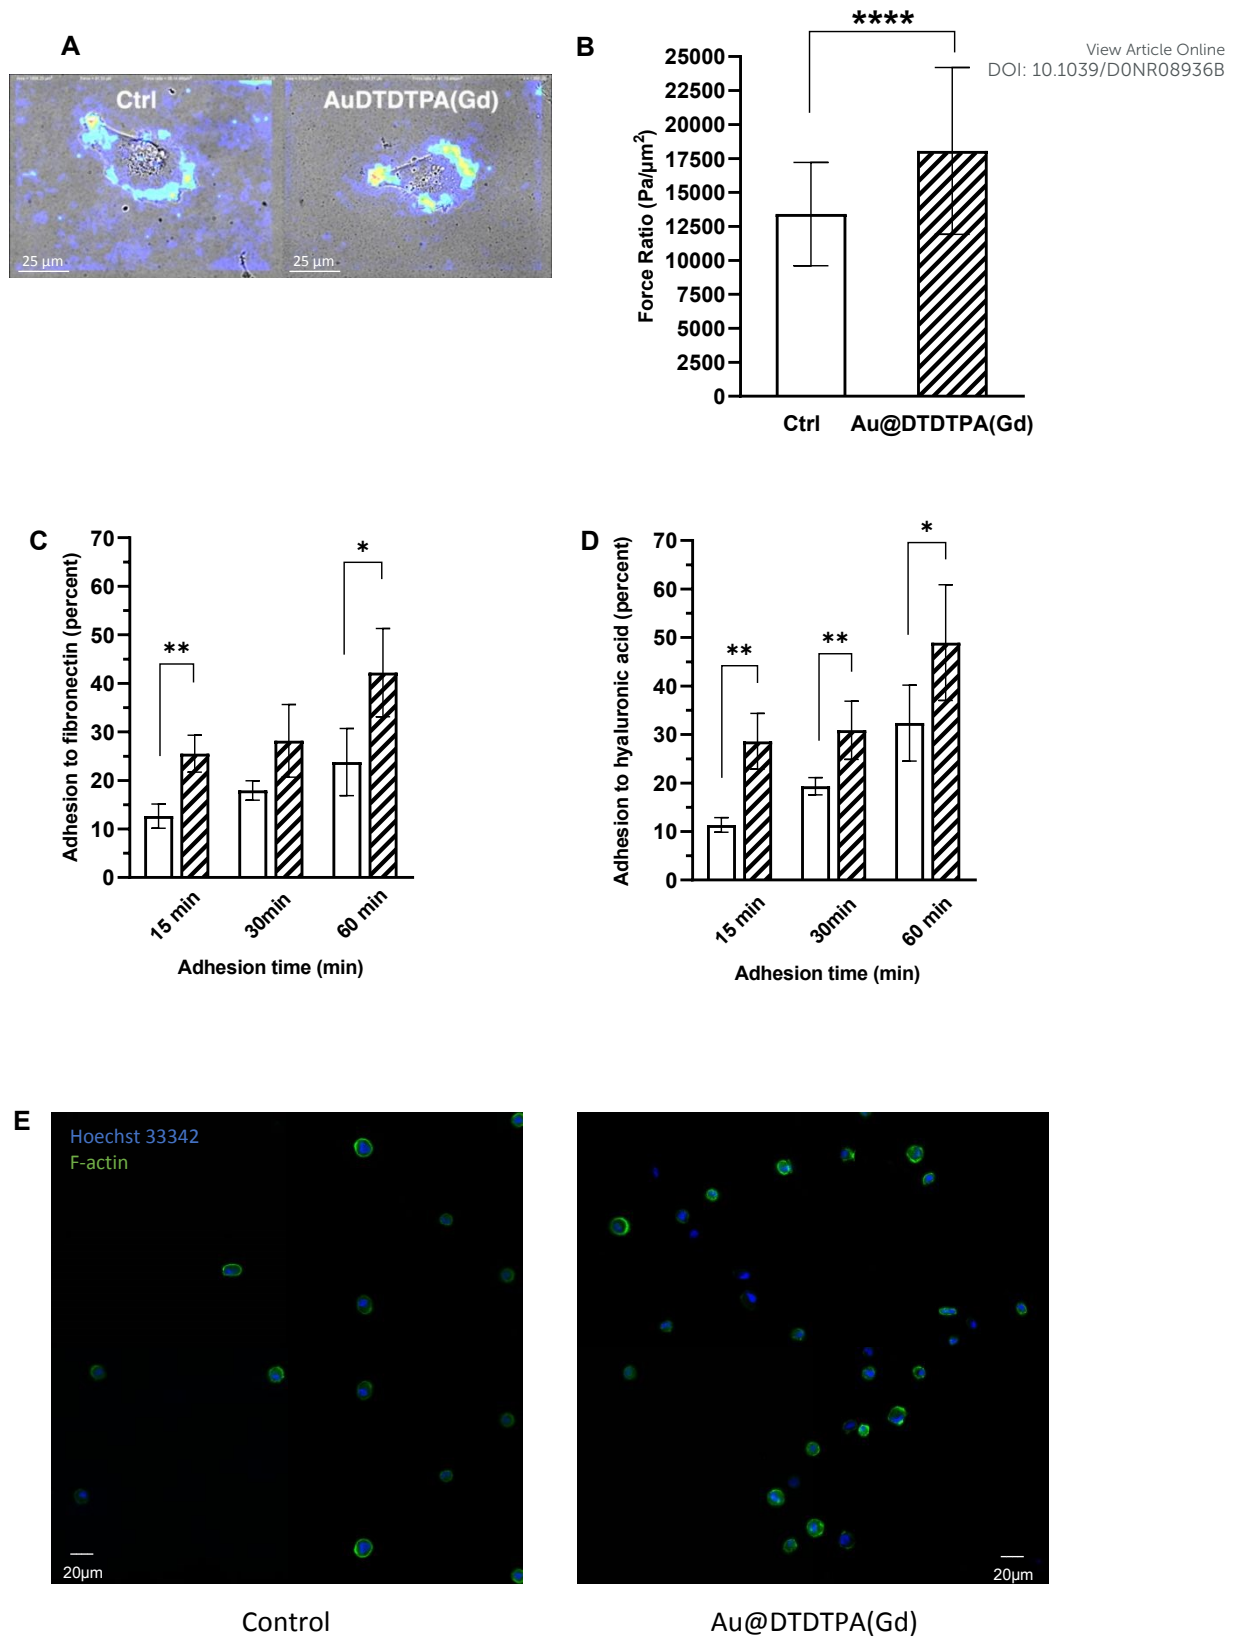 View Article Online
DOI: 10.1039/D0NR08936B
A
Ctrl
AuDTDTPA(Gd)
25 µm
25 µm
B
****
Force Ratio (Pa/µm²)
25000
22500
20000
17500
15000
12500
10000
7500
5000
2500
0
Ctrl
Au@DTDTPA(Gd)
C
Adhesion to fibronectin (percent)
70
60
50
40
30
20
10
0
**
*
15 min
30min
60 min
Adhesion time (min)
D
Adhesion to hyaluronic acid (percent)
70
60
50
40
30
20
10
0
**
**
*
15 min
30min
60 min
Adhesion time (min)
E
Hoechst 33342
F-actin
20µm
20µm
Control
Au@DTDTPA(Gd)